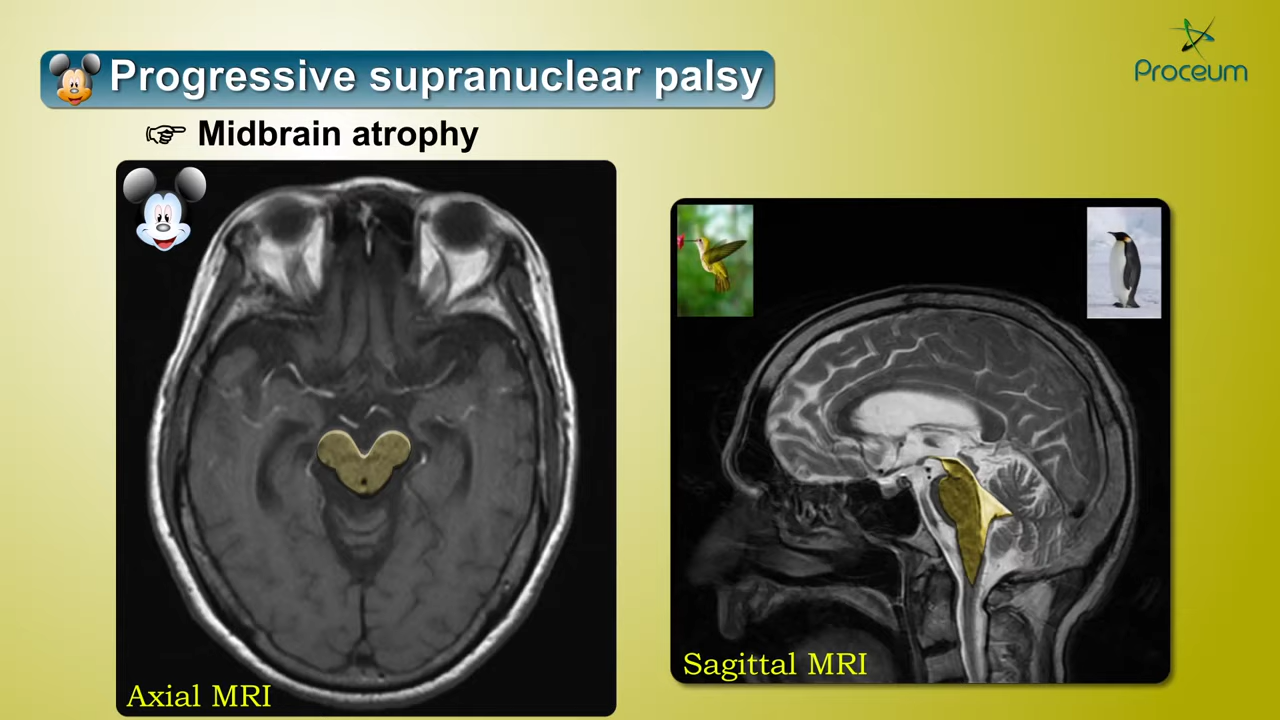 Progressive supranuclear palsy
Proceum
☞ Midbrain atrophy
Axial MRI
Sagittal MRI